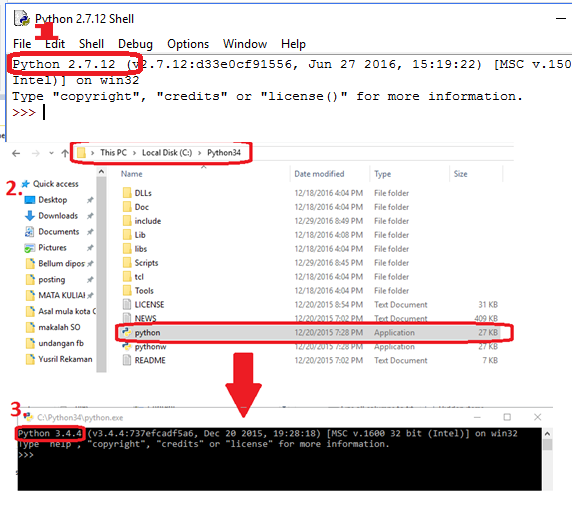 Python 2.7.12 Shell
1
File Edit Shell Debug Options Window Help
Python 2.7.12 (v2.7.12:d33e0cf91556, Jun 27 2016, 15:19:22) [MSC v.1500
Intel)] on win32
Type "copyright", "credits" or "license()" for more information.
>>>
This PC > Local Disk (C:) > Python34
Name Date modified Type Size
2. Quick access
Desktop
Downloads
Documents
Pictures
Bellum dipos
posting
MATA KULIAH
Asal mula kota C
makalah SO
undangan fb
Yusril Rekaman
DLLs 12/18/2016 4:04 PM File folder
Doc 12/18/2016 4:04 PM File folder
include 12/29/2016 8:49 PM File folder
Lib 12/18/2016 4:08 PM File folder
libs 12/18/2016 4:04 PM File folder
Scripts 12/29/2016 8:45 PM File folder
tcl 12/18/2016 4:04 PM File folder
Tools 12/18/2016 4:04 PM File folder
LICENSE 12/20/2015 8:54 PM Text Document 31 KB
NEWS 12/20/2015 7:02 PM Text Document 409 KB
python 12/20/2015 7:28 PM Application 27 KB
pythonw 12/20/2015 7:28 PM Application 27 KB
README 12/20/2015 7:02 PM Text Document 7 KB
3. C:\Python34\python.exe
Python 3.4.4 (v3.4.4:737efcadf5a6, Dec 20 2015, 19:28:18) [MSC v.1600 32 bit (Intel)] on win32
Type "help", "copyright", "credits" or "license" for more information.
>>>